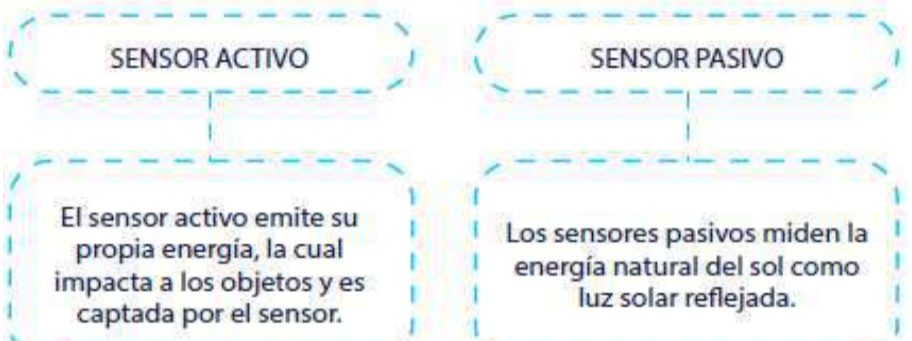 SENSOR ACTIVO
El sensor activo emite su
propia energía, la cual
impacta a los objetos y es
captada por el sensor.
SENSOR PASIVO
Los sensores pasivos miden la
energía natural del sol como
luz solar reflejada.